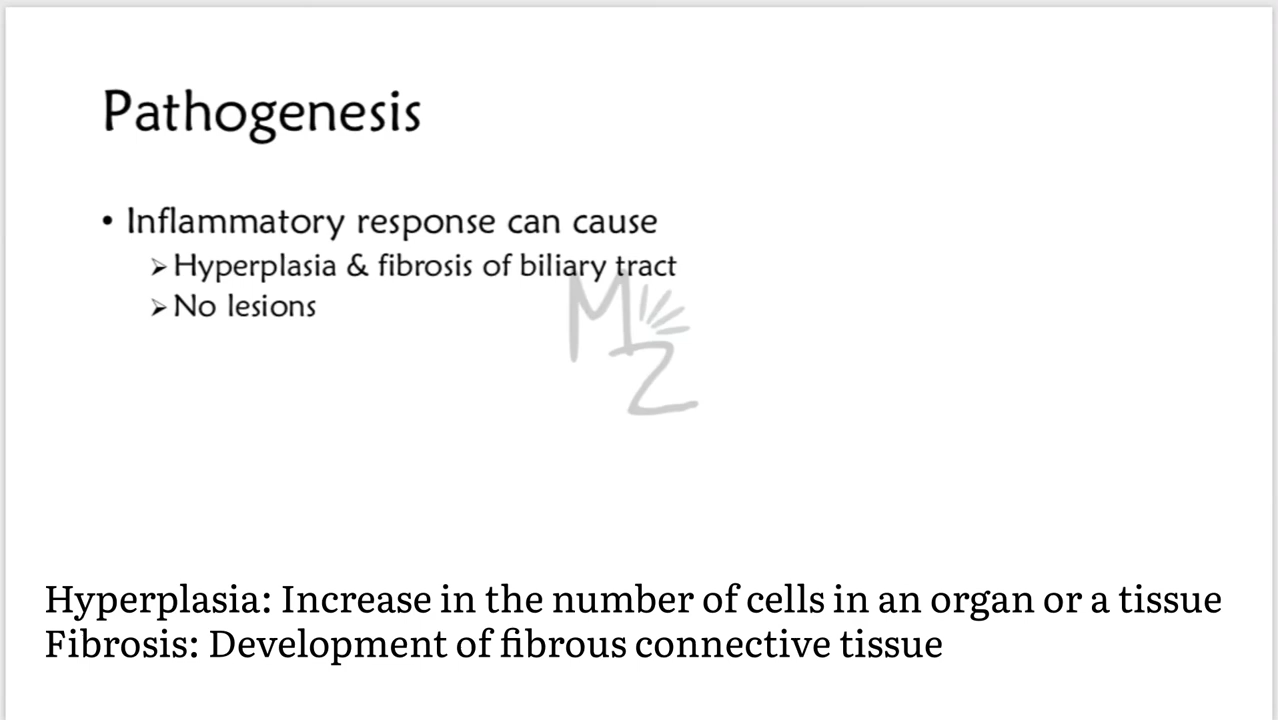 Pathogenesis
• Inflammatory response can cause
➢ Hyperplasia & fibrosis of biliary tract
➢ No lesions
MZ
Hyperplasia: Increase in the number of cells in an organ or a tissue
Fibrosis: Development of fibrous connective tissue